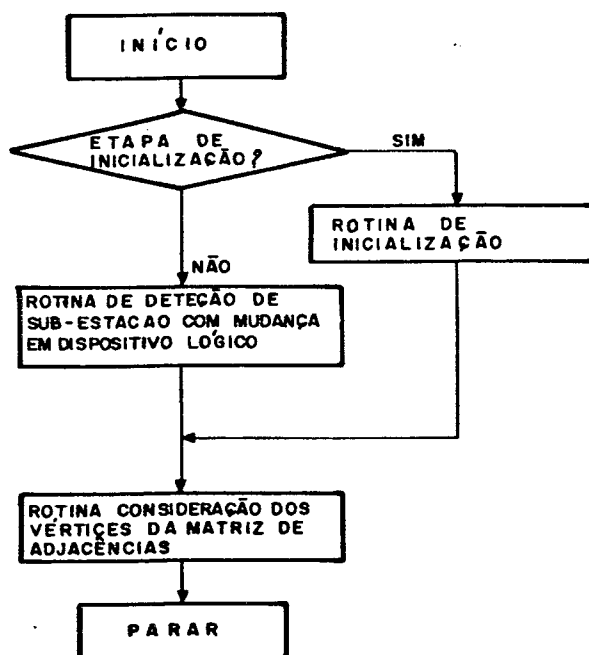 INÍCIO
ETAPA DE
INICIALIZAÇÃO?
SIM
ROTINA DE
INICIALIZAÇÃO
NÃO
ROTINA DE DETEÇÃO DE
SUB-ESTACAO COM MUDANÇA
EM DISPOSITIVO LÓGICO
ROTINA CONSIDERAÇÃO DOS
VÉRTICES DA MATRIZ DE
ADJACÊNCIAS
PARAR